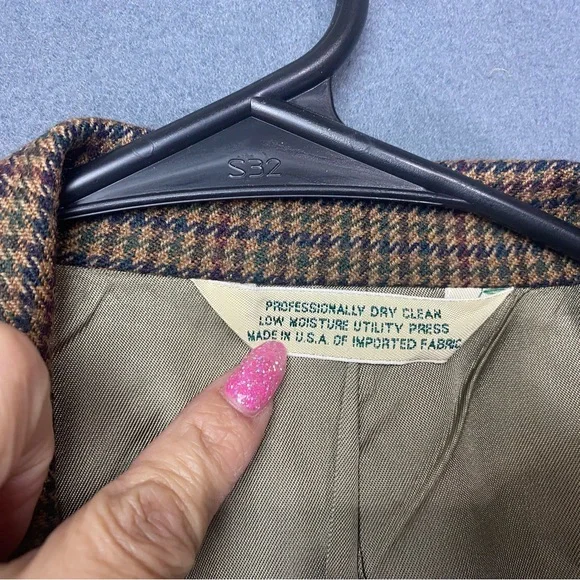 S32
PROFESSIONALLY DRY CLEAN
LOW MOISTURE UTILITY PRESS
MADE IN U.S.A. OF IMPORTED FABRIC